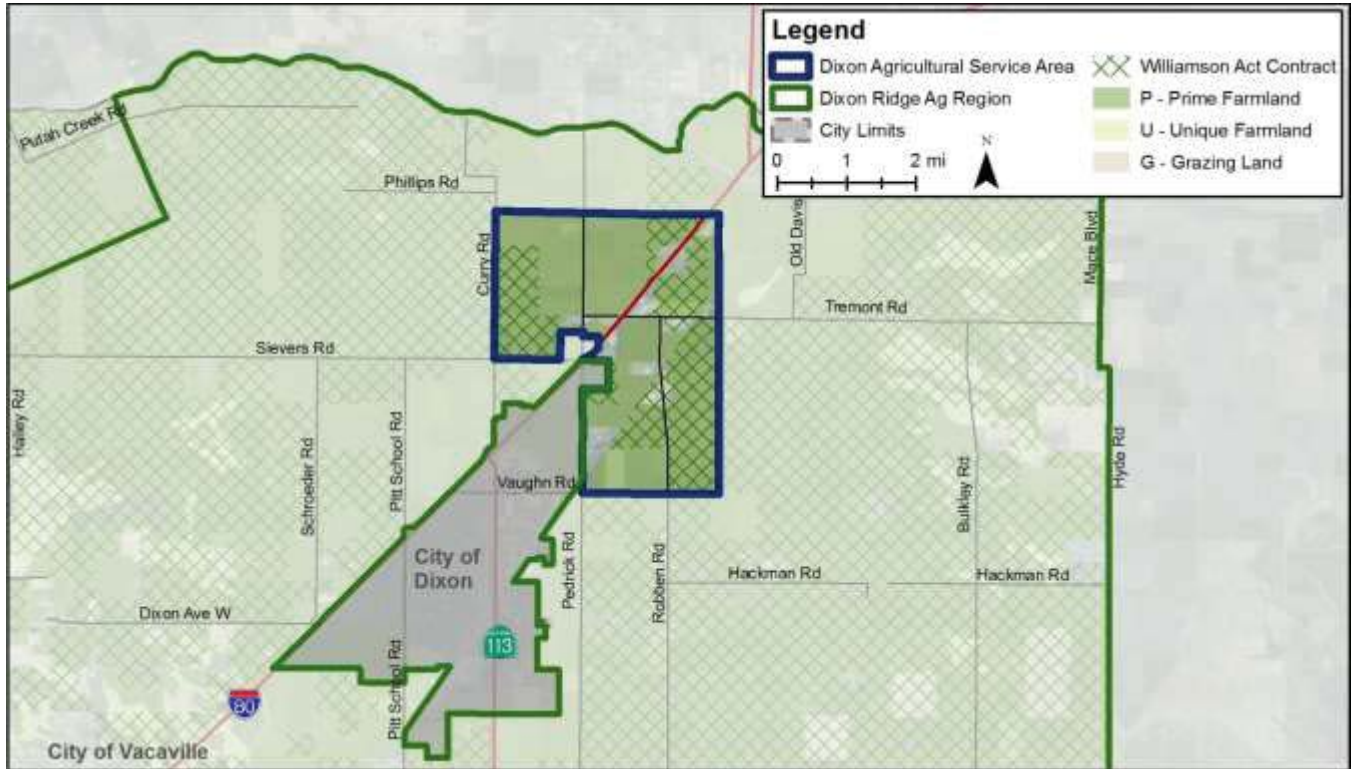 Legend
Dixon Agricultural Service Area
Dixon Ridge Ag Region
City Limits
0 1 2 mi
N
Williamson Act Contract
P - Prime Farmland
U - Unique Farmland
G - Grazing Land
Putah Creek Rd
Phillips Rd
Curry Rd
Old Davis
Mace Blvd
Tremont Rd
Sievers Rd
Halley Rd
Schroeder Rd
Pitt School Rd
Vaughn Rd
Bulkley Rd
Hyde Rd
City of
Dixon
Pedrick Rd
Robben Rd
Hackman Rd
Hackman Rd
Dixon Ave W
113
Pitt School Rd
80
City of Vacaville